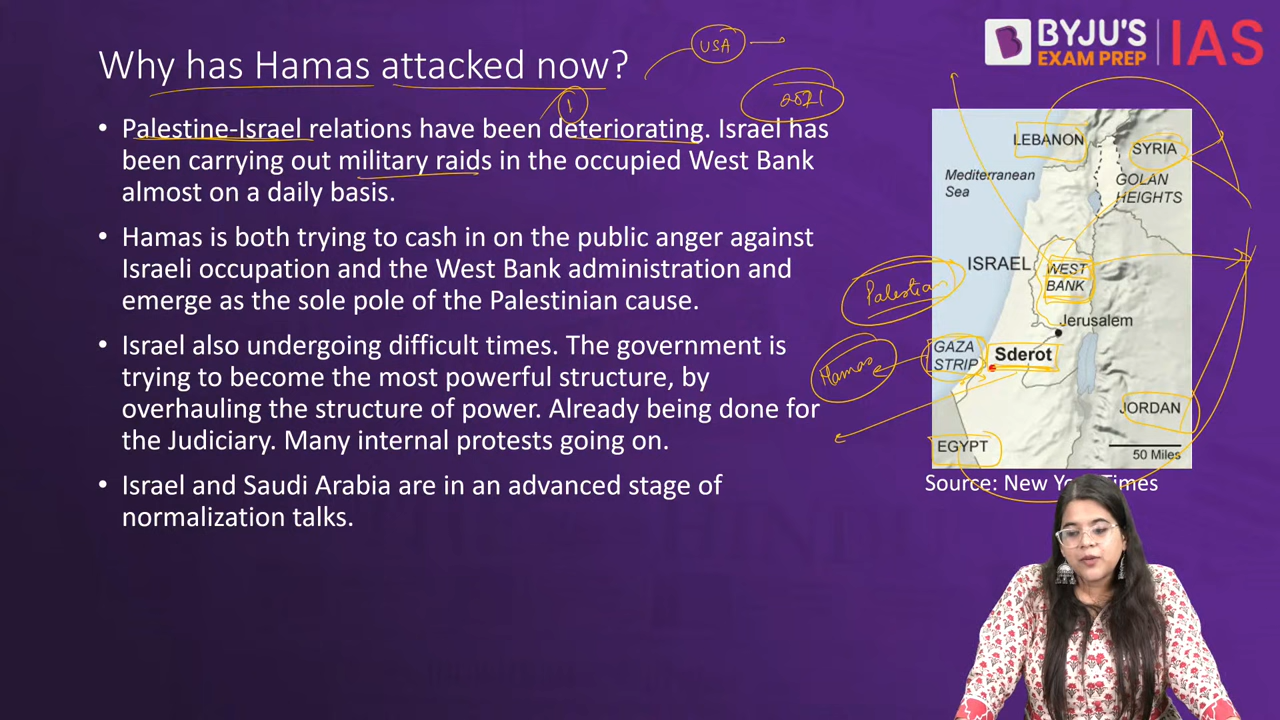 Why has Hamas attacked now?
USA
1
2021
BYJU'S
EXAM PREP
IAS
• Palestine-Israel relations have been deteriorating. Israel has
been carrying out military raids in the occupied West Bank
almost on a daily basis.
• Hamas is both trying to cash in on the public anger against
Israeli occupation and the West Bank administration and
emerge as the sole pole of the Palestinian cause.
• Israel also undergoing difficult times. The government is
trying to become the most powerful structure, by
overhauling the structure of power. Already being done for
the Judiciary. Many internal protests going on.
• Israel and Saudi Arabia are in an advanced stage of
normalization talks.
LEBANON
SYRIA
Mediterranean
Sea
GOLAN
HEIGHTS
ISRAEL
WEST
BANK
Palestian
Jerusalem
GAZA
STRIP
Sderot
Hamas
JORDAN
EGYPT
50 Miles
Source: New York Times